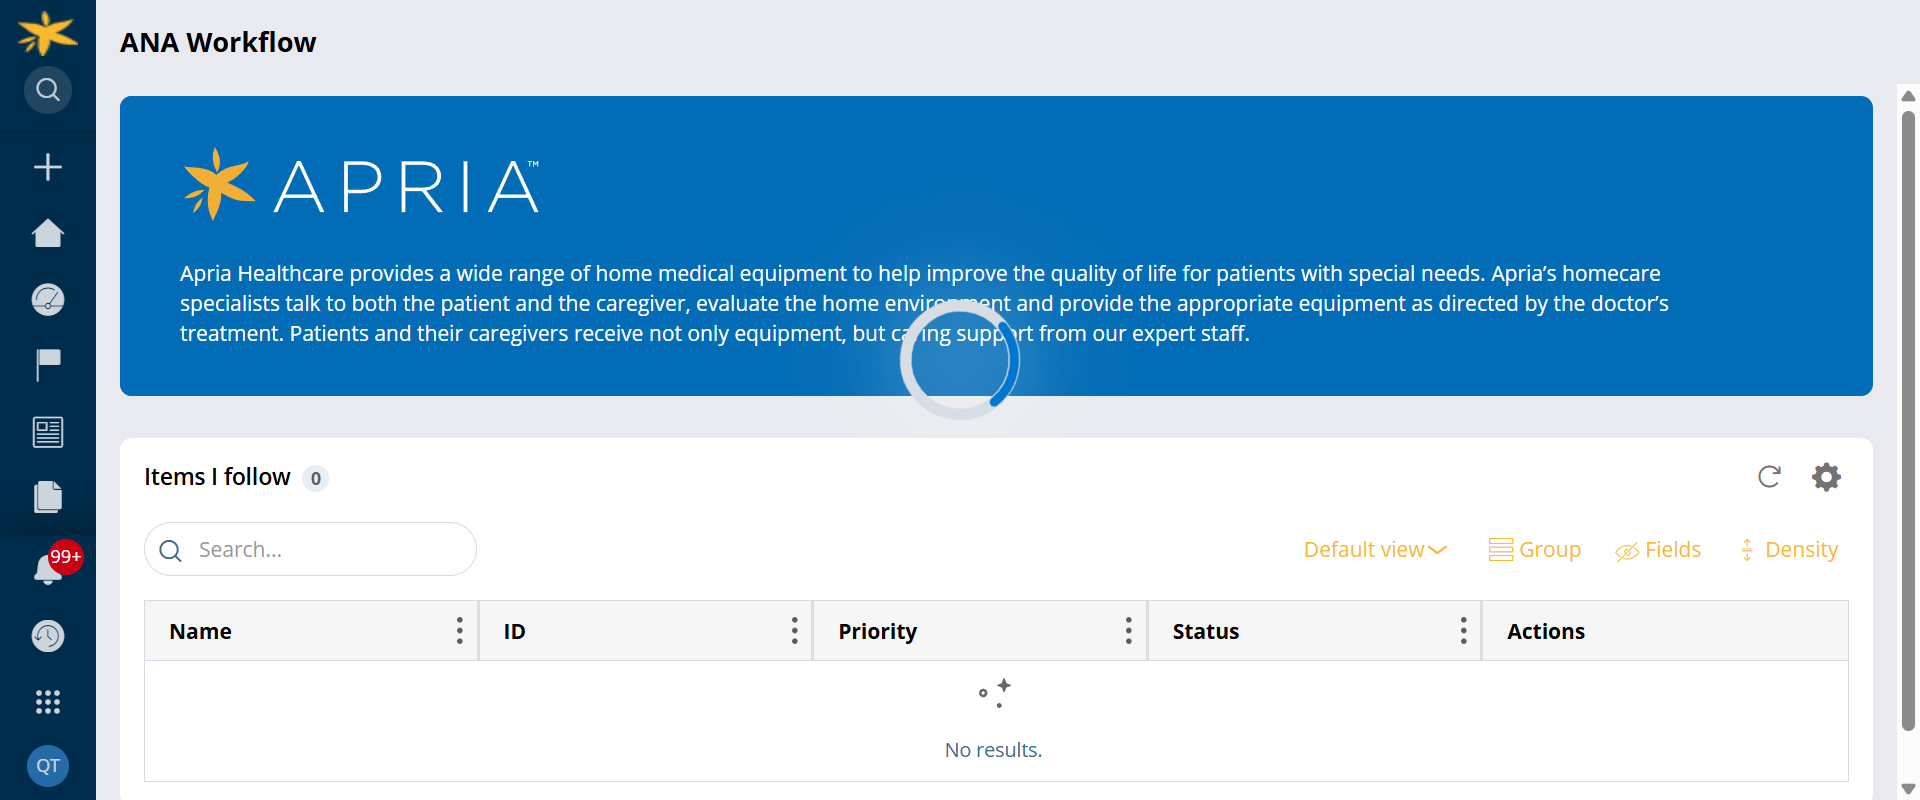 ANA Workflow
APRIA™
Apria Healthcare provides a wide range of home medical equipment to help improve the quality of life for patients with special needs. Apria’s homecare
specialists talk to both the patient and the caregiver, evaluate the home environment and provide the appropriate equipment as directed by the doctor’s
treatment. Patients and their caregivers receive not only equipment, but caring support from our expert staff.
Items I follow 0
Search...
Default view Group Fields Density
Name ID Priority Status Actions
No results.
99+
QT